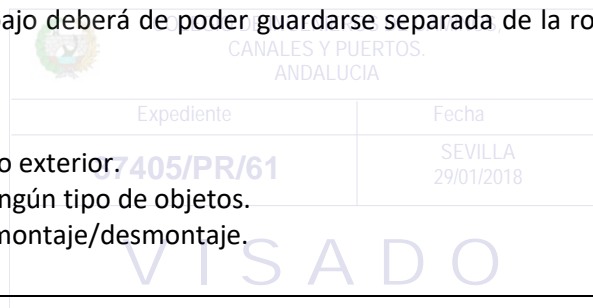 bajo deberá de poder guardarse separada de la ro
CANALES Y PUERTOS.
ANDALUCIA
Expediente
Fecha
o exterior.
SEVILLA
7405/PR/61
29/01/2018
ngún tipo de objetos.
montaje/desmontaje.
VISADO